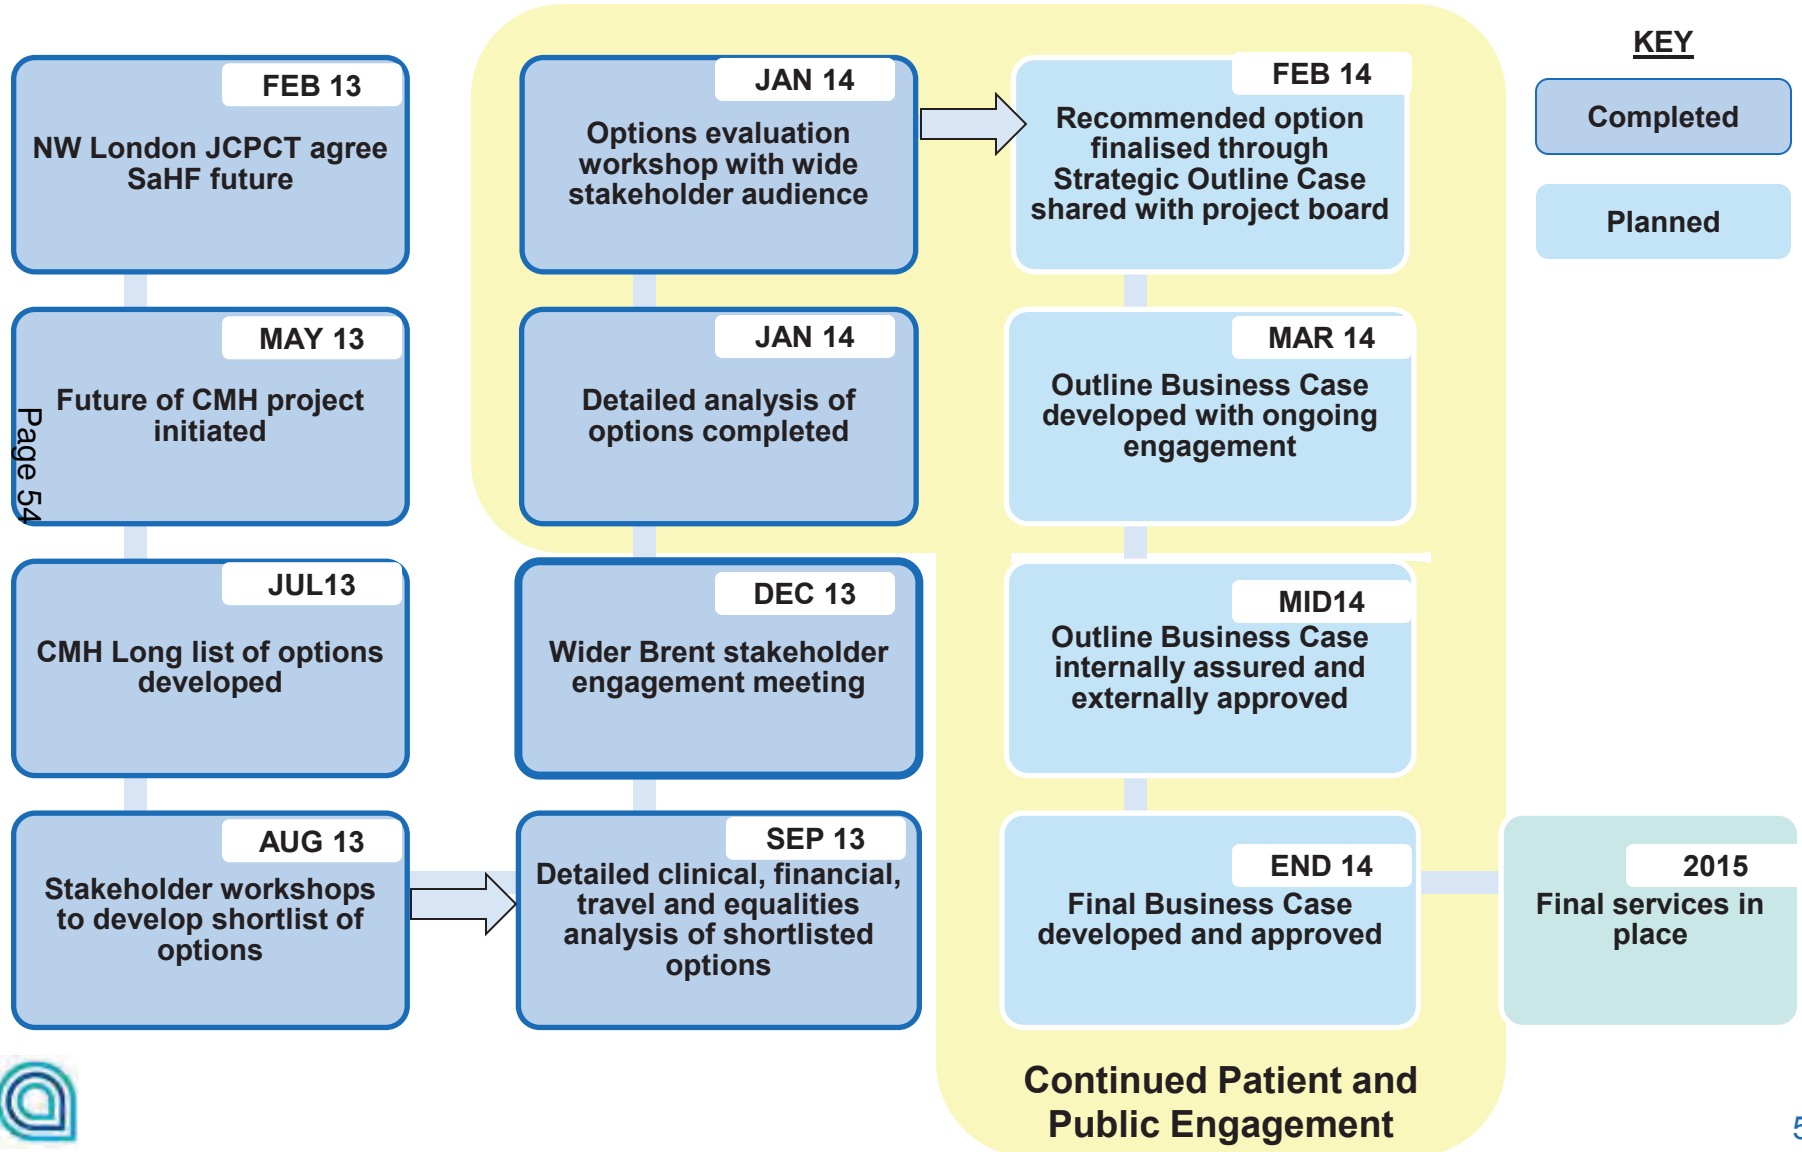 FEB 13
NW London JCPCT agree
SaHF future
MAY 13
Future of CMH project
initiated
JUL13
CMH Long list of options
developed
AUG 13
Stakeholder workshops
to develop shortlist of
options
SEP 13
Detailed clinical, financial,
travel and equalities
analysis of shortlisted
options
DEC 13
Wider Brent stakeholder
engagement meeting
JAN 14
Detailed analysis of
options completed
JAN 14
Options evaluation
workshop with wide
stakeholder audience
FEB 14
Recommended option
finalised through
Strategic Outline Case
shared with project board
MAR 14
Outline Business Case
developed with ongoing
engagement
MID14
Outline Business Case
internally assured and
externally approved
END 14
Final Business Case
developed and approved
2015
Final services in
place
Continued Patient and
Public Engagement
KEY
Completed
Planned
Page 54
5